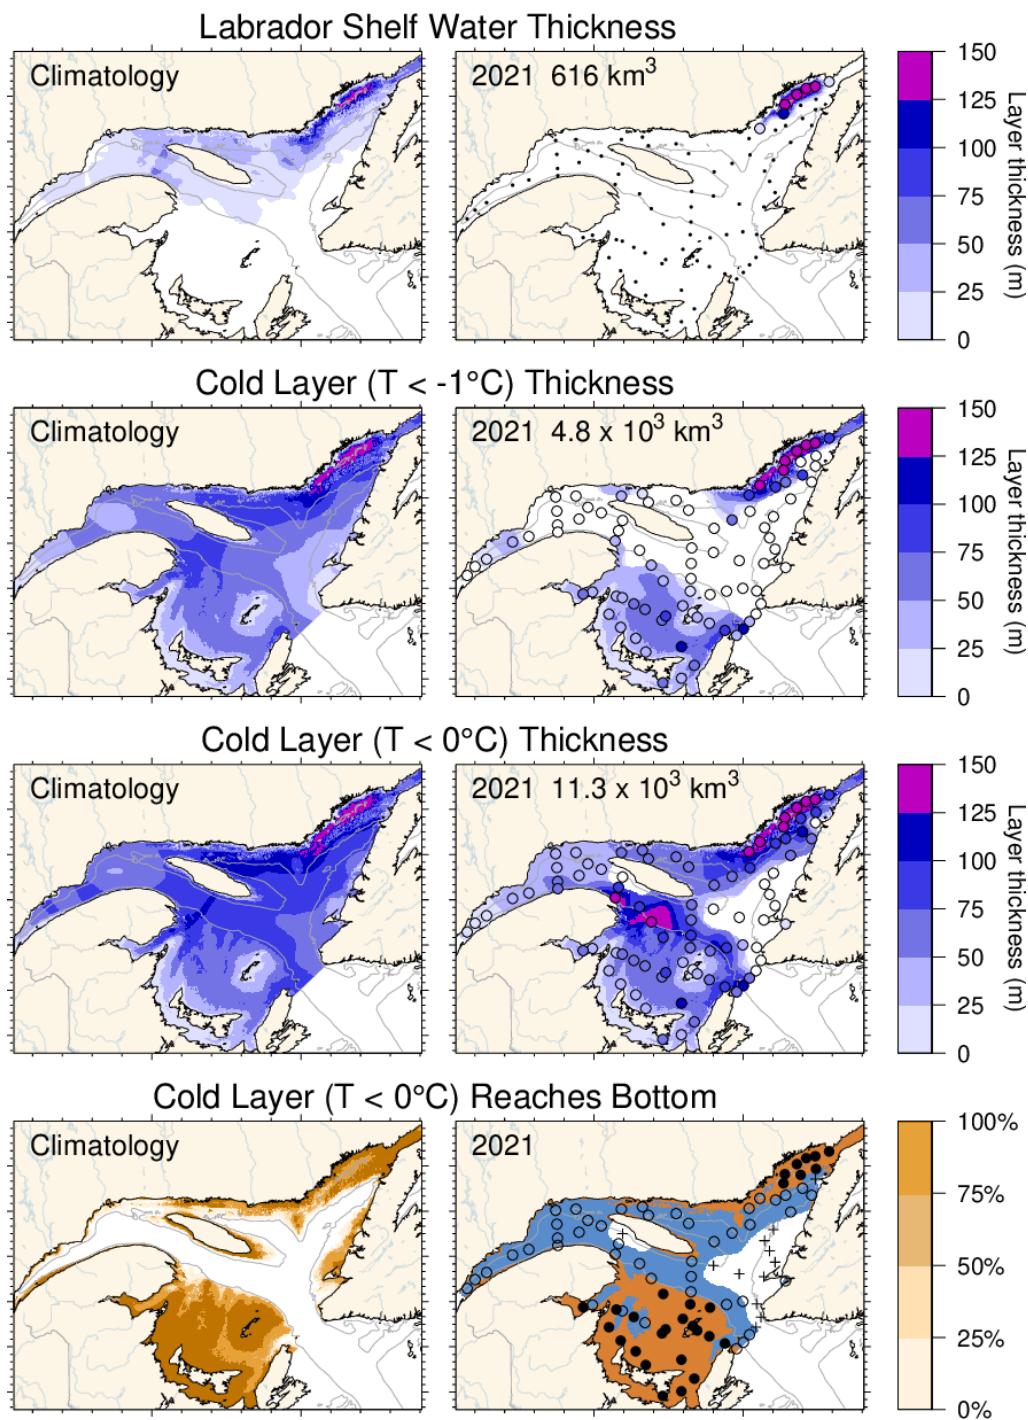 Labrador Shelf Water Thickness
Climatology
2021 616 km³
150
125
100
75
50
25
0
Layer thickness (m)
Cold Layer (T < -1°C) Thickness
Climatology
2021 4.8 x 10³ km³
150
125
100
75
50
25
0
Layer thickness (m)
Cold Layer (T < 0°C) Thickness
Climatology
2021 11.3 x 10³ km³
150
125
100
75
50
25
0
Layer thickness (m)
Cold Layer (T < 0°C) Reaches Bottom
Climatology
2021
100%
75%
50%
25%
0%